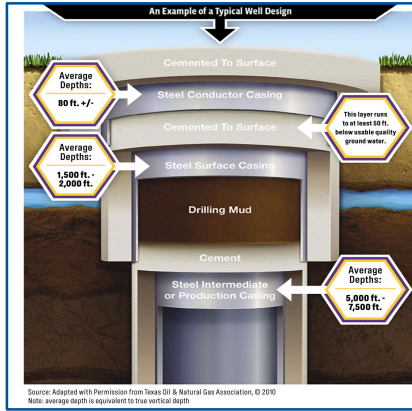 An Example of a Typical Well Design
Cemented To Surface
Average
Depths:
80 ft. +/-
Steel Conductor Casing
Cemented To Surface
This layer runs
to at least 50 ft.
below usable quality
ground water.
Average
Depths:
1,500 ft. -
2,000 ft.
Steel Surface Casing
Drilling Mud
Cement
Steel Intermediate
or Production Casing
Average
Depths:
5,000 ft. -
7,500 ft.
Source: Adapted with Permission from Texas Oil & Natural Gas Association, © 2010
Note: average depth is equivalent to true vertical depth